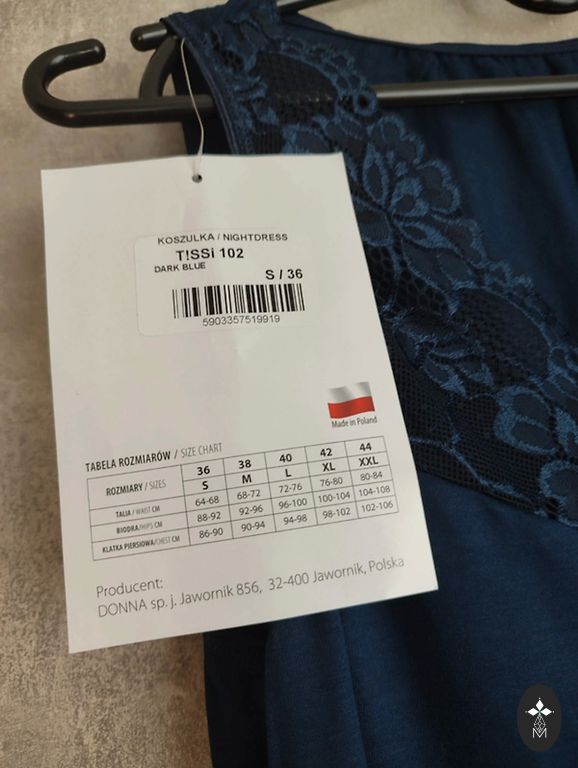 KOSZULKA / NIGHTDRESS
T!SSi 102
DARK BLUE
S / 36
5903357519919
Made in Poland
TABELA ROZMIARÓW / SIZE CHART
ROZMIARY / SIZES 36 38 40 42 44
S M L XL XXL
TALIA / WAIST CM 64-68 68-72 72-76 76-80 80-84
BIODRA/HIPS CM 88-92 92-96 96-100 100-104 104-108
KLATKA PIERSIOWA/CHEST CM 86-90 90-94 94-98 98-102 102-106
Producent:
DONNA sp. j. Jawornik 856, 32-400 Jawornik, Polska
M